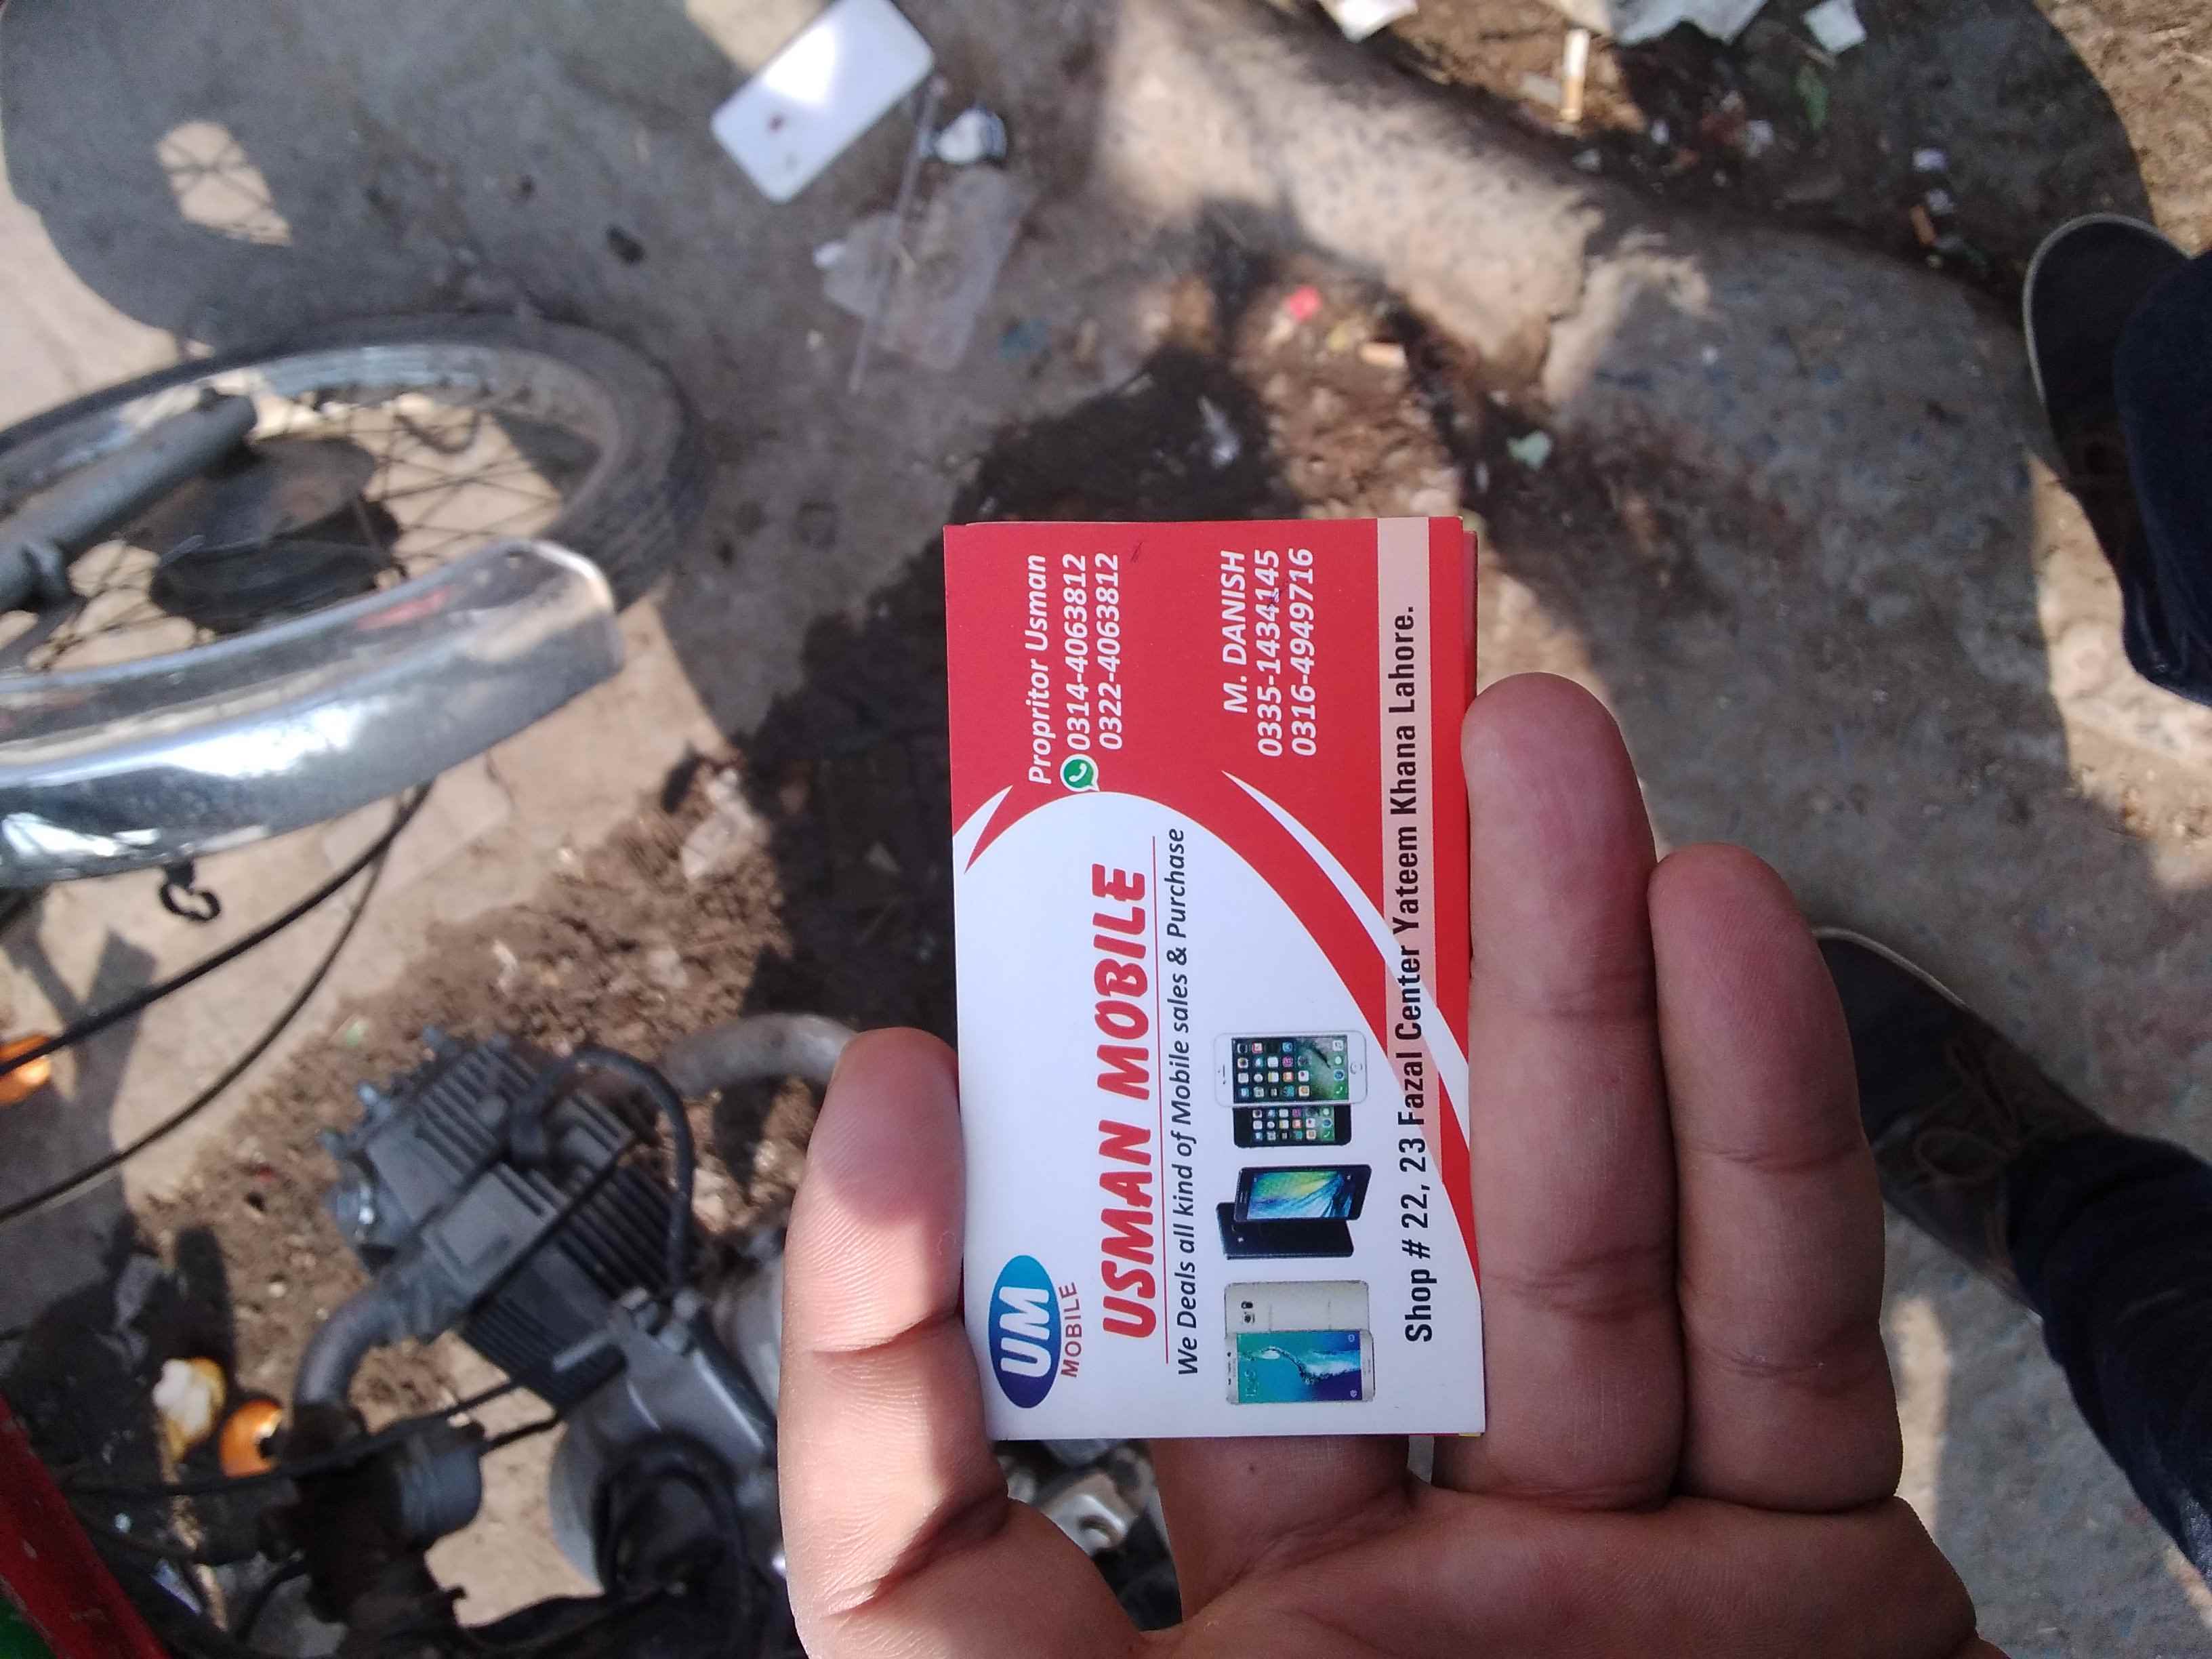 UM
MOBILE
USMAN MOBILE
We Deals all kind of Mobile sales & Purchase
Propritor Usman
0314-4063812
0322-4063812
M. DANISH
0335-1434145
0316-4949716
Shop # 22, 23 Fazal Center Yateem Khana Lahore.